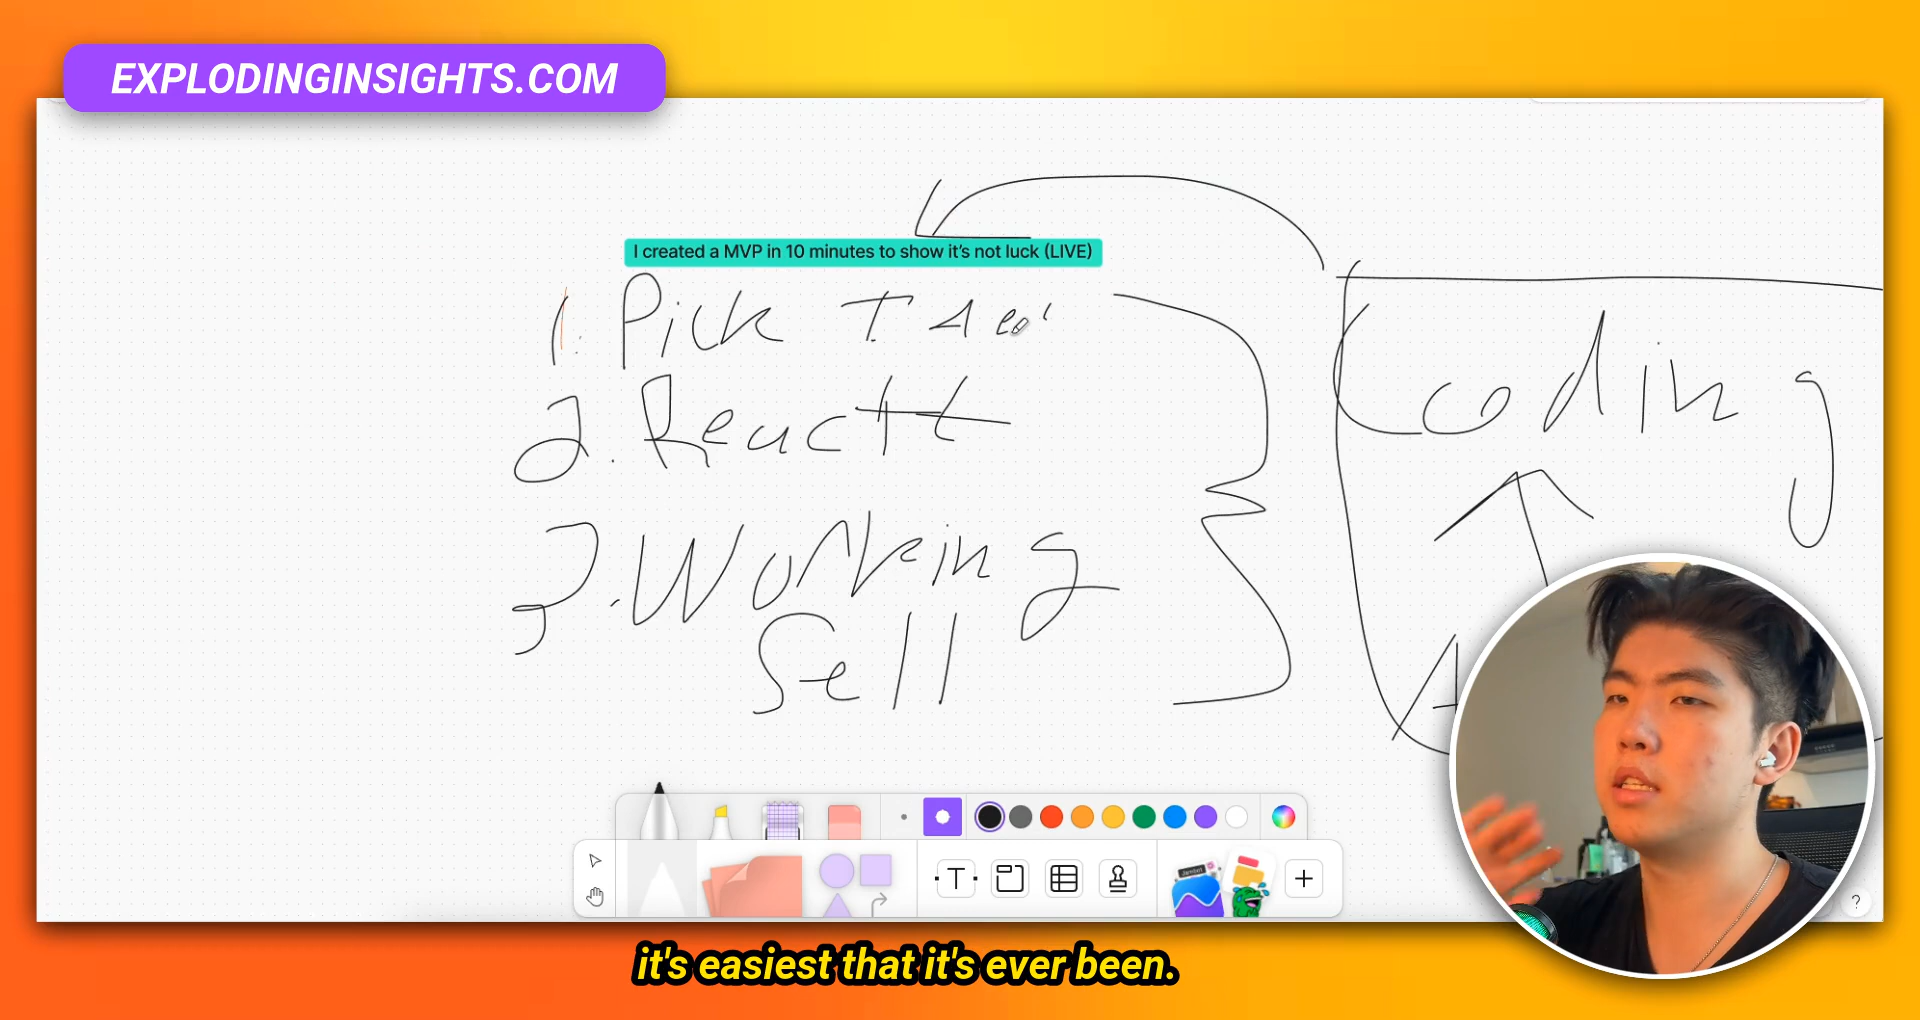 EXPLODINGINSIGHTS.COM
I created a MVP in 10 minutes to show it's not luck (LIVE)
1. Pick Idea
2. React
3. Working
Sell
Coding
T
?
it's easiest that it's ever been.